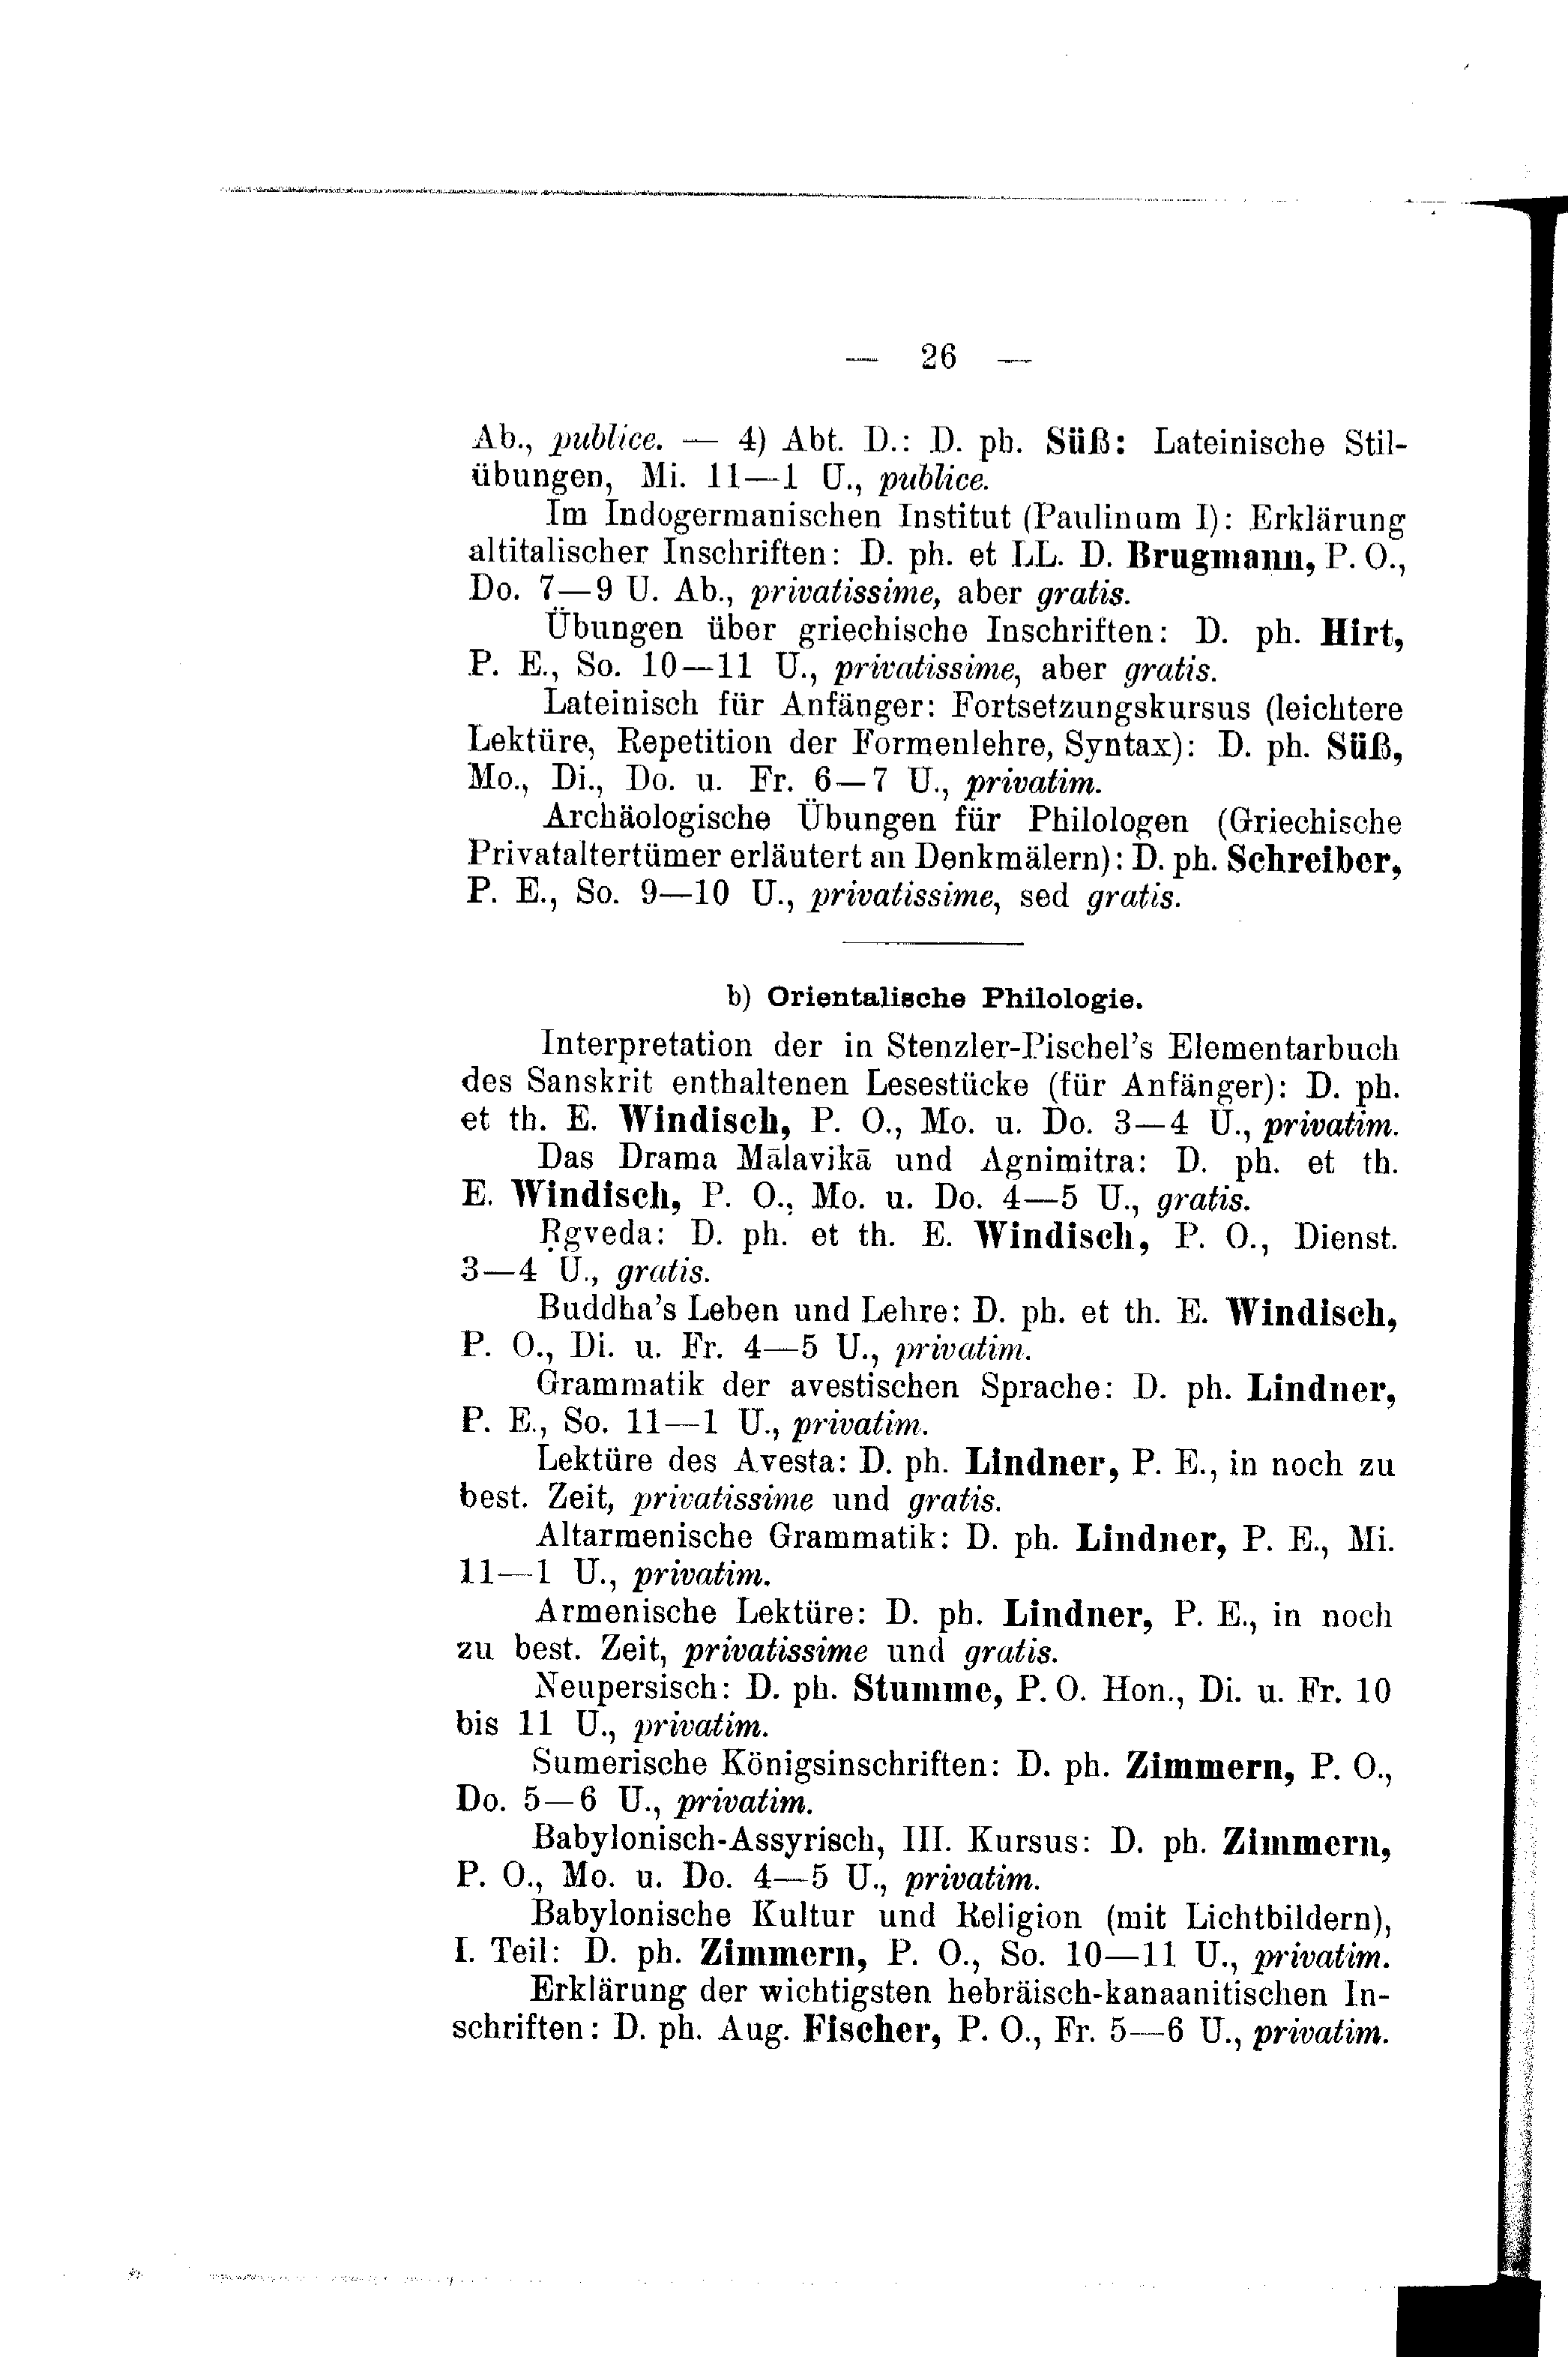 — 26 —
Ab., publice. — 4) Abt. D.: D. ph. Süß: Lateinische Stil-
übungen, Mi. 11—1 U., publice.
Im Indogermanischen Institut (Paulinum I): Erklärung
altitalischer Inschriften: D. ph. et LL. D. Brugmann, P. O.,
Do. 7—9 U. Ab., privatissime, aber gratis.
Übungen über griechische Inschriften: D. ph. Hirt,
P. E., So. 10—11 U., privatissime, aber gratis.
Lateinisch für Anfänger: Fortsetzungskursus (leichtere
Lektüre, Repetition der Formenlehre, Syntax): D. ph. Süß,
Mo., Di., Do. u. Fr. 6—7 U., privatim.
Archäologische Übungen für Philologen (Griechische
Privataltertümer erläutert an Denkmälern): D. ph. Schreiber,
P. E., So. 9—10 U., privatissime, sed gratis.
b) Orientalische Philologie.
Interpretation der in Stenzler-Pischel's Elementarbuch
des Sanskrit enthaltenen Lesestücke (für Anfänger): D. ph.
et th. E. Windisch, P. O., Mo. u. Do. 3—4 U., privatim.
Das Drama Mālavikā und Agnimitra: D. ph. et th.
E. Windisch, P. O., Mo. u. Do. 4—5 U., gratis.
Ṛgveda: D. ph. et th. E. Windisch, P. O., Dienst.
3—4 U., gratis.
Buddha's Leben und Lehre: D. ph. et th. E. Windisch,
P. O., Di. u. Fr. 4—5 U., privatim.
Grammatik der avestischen Sprache: D. ph. Lindner,
P. E., So. 11—1 U., privatim.
Lektüre des Avesta: D. ph. Lindner, P. E., in noch zu
best. Zeit, privatissime und gratis.
Altarmenische Grammatik: D. ph. Lindner, P. E., Mi.
11—1 U., privatim.
Armenische Lektüre: D. ph. Lindner, P. E., in noch
zu best. Zeit, privatissime und gratis.
Neupersisch: D. ph. Stumme, P. O. Hon., Di. u. Fr. 10
bis 11 U., privatim.
Sumerische Königsinschriften: D. ph. Zimmern, P. O.,
Do. 5—6 U., privatim.
Babylonisch-Assyrisch, III. Kursus: D. ph. Zimmern,
P. O., Mo. u. Do. 4—5 U., privatim.
Babylonische Kultur und Religion (mit Lichtbildern),
I. Teil: D. ph. Zimmern, P. O., So. 10—11 U., privatim.
Erklärung der wichtigsten hebräisch-kanaanitischen In-
schriften: D. ph. Aug. Fischer, P. O., Fr. 5—6 U., privatim.